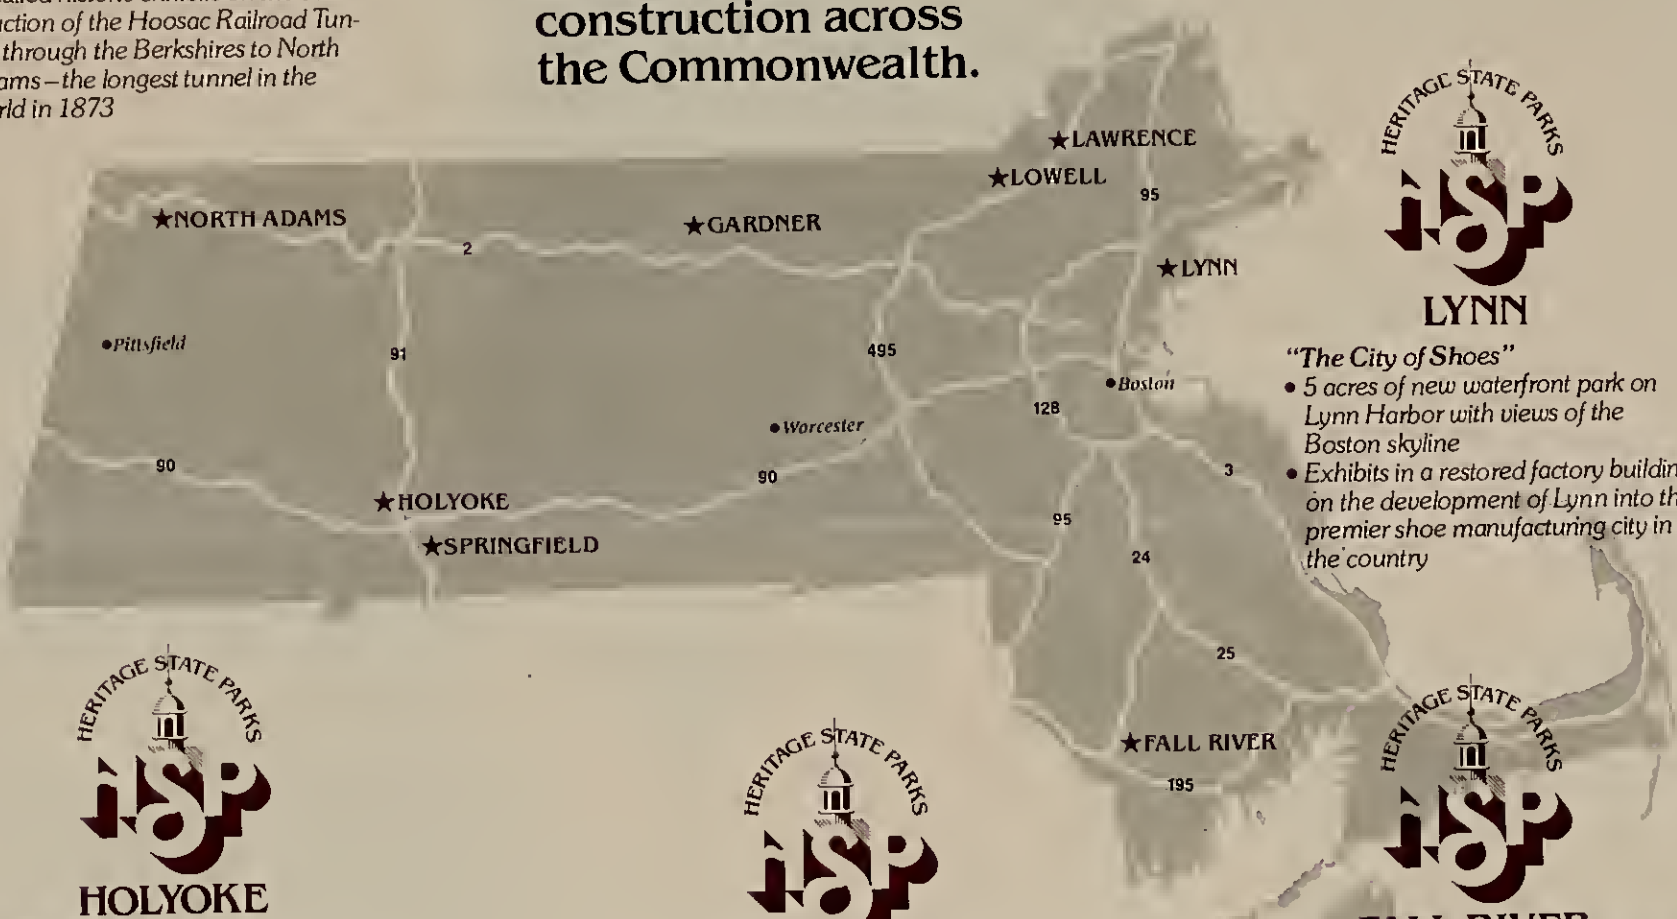 ction of the Hoosac Railroad Tun-
through the Berkshires to North
ams—the longest tunnel in the
rld in 1873
construction across
the Commonwealth.
★LAWRENCE
★LOWELL
95
★NORTH ADAMS
★GARDNER
2
★LYNN
•Pittsfield
91
495
•Boston
128
•Worcester
90
90
3
★HOLYOKE
95
★SPRINGFIELD
24
25
★FALL RIVER
195
HERITAGE STATE PARKS
HSP
LYNN
"The City of Shoes"
• 5 acres of new waterfront park on
Lynn Harbor with views of the
Boston skyline
• Exhibits in a restored factory buildin
on the development of Lynn into th
premier shoe manufacturing city in
the country
HERITAGE STATE PARKS
HSP
HOLYOKE
HERITAGE STATE PARKS
HSP
HERITAGE STATE PARKS
HSP
FALL RIVER